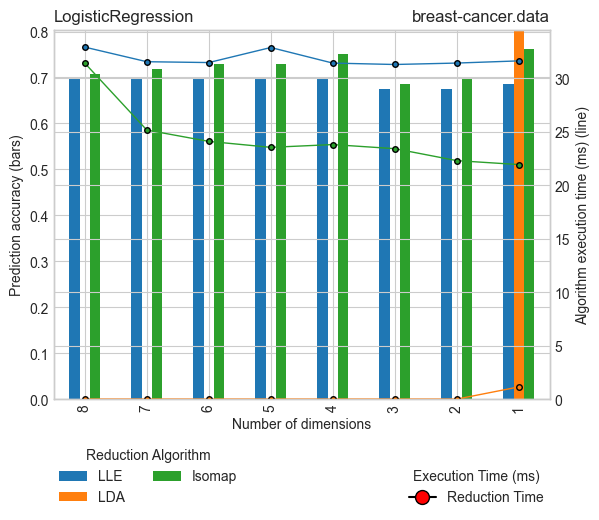 LogisticRegression
breast-cancer.data
0.8
0.7
0.6
0.5
0.4
0.3
0.2
0.1
0.0
Prediction accuracy (bars)
30
25
20
15
10
5
0
Algorithm execution time (ms) (line)
8 7 6 5 4 3 2 1
Number of dimensions
Reduction Algorithm
LLE
LDA
Isomap
Execution Time (ms)
Reduction Time